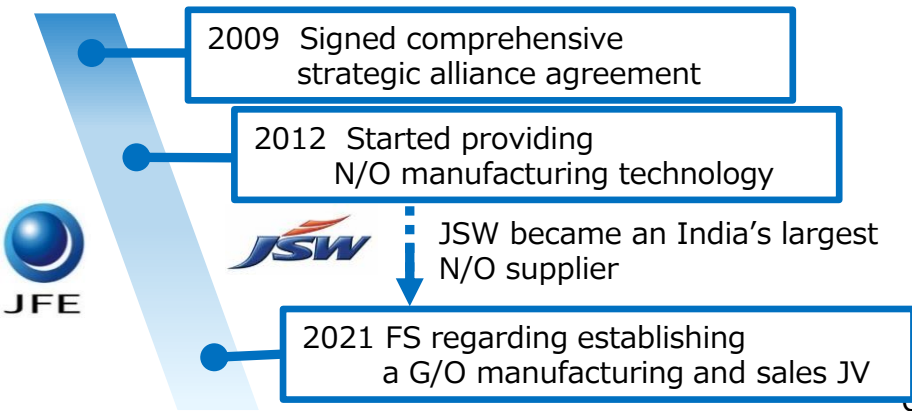 2009 Signed comprehensive
strategic alliance agreement
2012 Started providing
N/O manufacturing technology
JFE
JSW
JSW became an India's largest
N/O supplier
2021 FS regarding establishing
a G/O manufacturing and sales JV